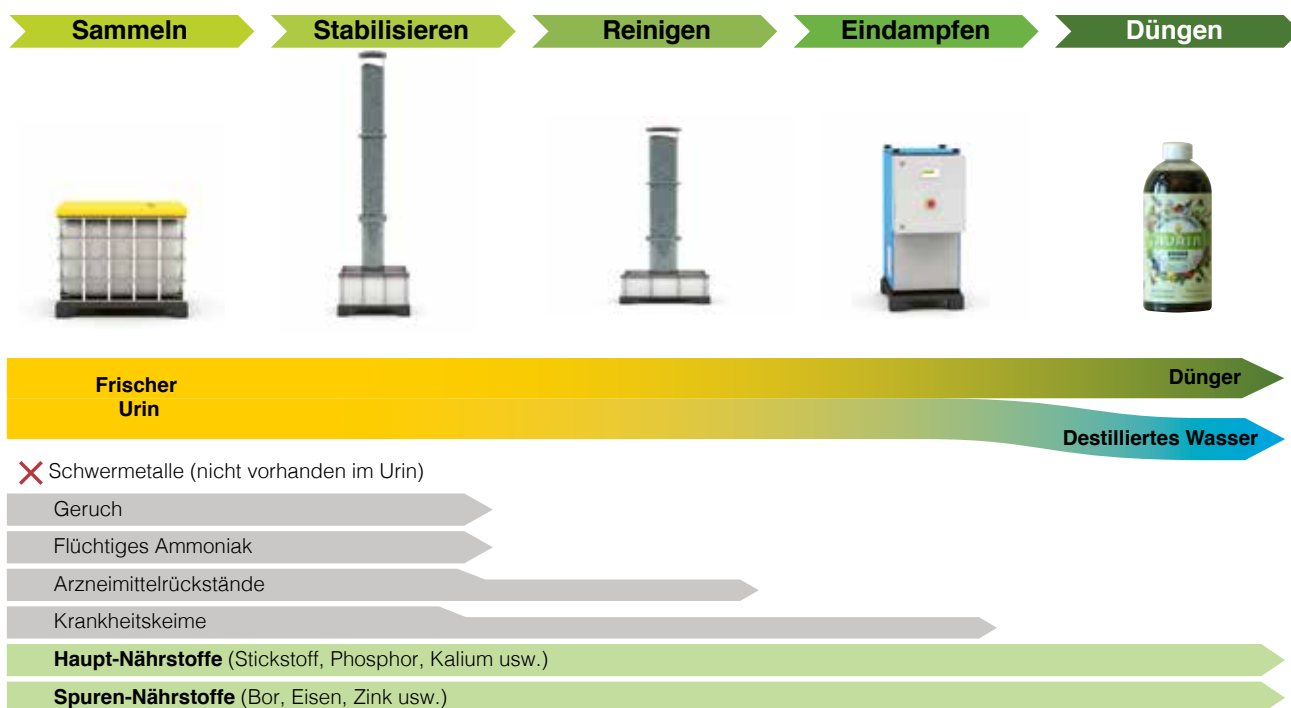 Sammeln
Stabilisieren
Reinigen
Eindampfen
Düngen
Frischer
Urin
Dünger
Destilliertes Wasser
Schwermetalle (nicht vorhanden im Urin)
Geruch
Flüchtiges Ammoniak
Arzneimittelrückstände
Krankheitskeime
Haupt-Nährstoffe (Stickstoff, Phosphor, Kalium usw.)
Spuren-Nährstoffe (Bor, Eisen, Zink usw.)